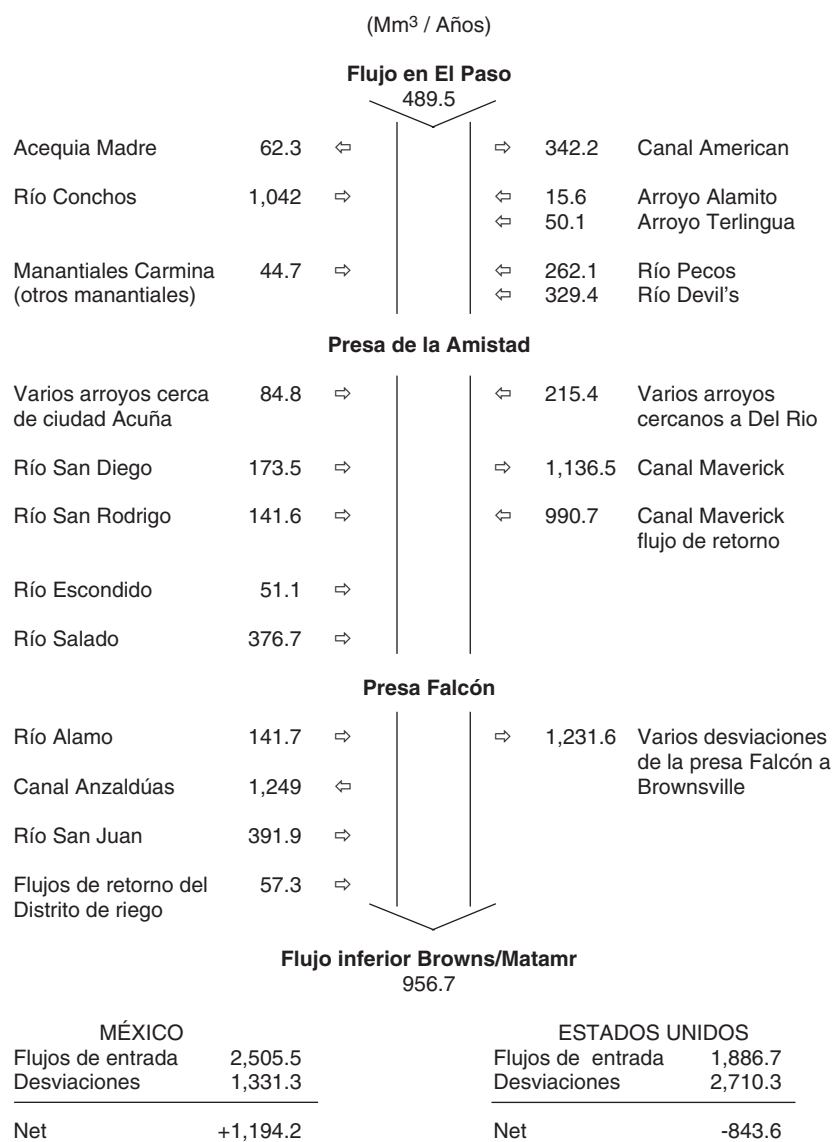 (Mm³ / Años)
Flujo en El Paso
489.5
Acequia Madre 62.3 ⇦ ⇨ 342.2 Canal American
Río Conchos 1,042 ⇨ ⇦ 15.6 Arroyo Alamito
⇦ 50.1 Arroyo Terlingua
Manantiales Carmina 44.7 ⇨ ⇦ 262.1 Río Pecos
(otros manantiales) ⇦ 329.4 Río Devil's
Presa de la Amistad
Varios arroyos cerca 84.8 ⇨ ⇦ 215.4 Varios arroyos
de ciudad Acuña cercanos a Del Rio
Río San Diego 173.5 ⇨ ⇨ 1,136.5 Canal Maverick
Río San Rodrigo 141.6 ⇨ ⇦ 990.7 Canal Maverick
flujo de retorno
Río Escondido 51.1 ⇨
Río Salado 376.7 ⇨
Presa Falcón
Río Alamo 141.7 ⇨ ⇨ 1,231.6 Varios desviaciones
de la presa Falcón a
Canal Anzaldúas 1,249 ⇦ Brownsville
Río San Juan 391.9 ⇨
Flujos de retorno del 57.3 ⇨
Distrito de riego
Flujo inferior Browns/Matamr
956.7
MÉXICO ESTADOS UNIDOS
Flujos de entrada 2,505.5 Flujos de entrada 1,886.7
Desviaciones 1,331.3 Desviaciones 2,710.3
Net +1,194.2 Net -843.6